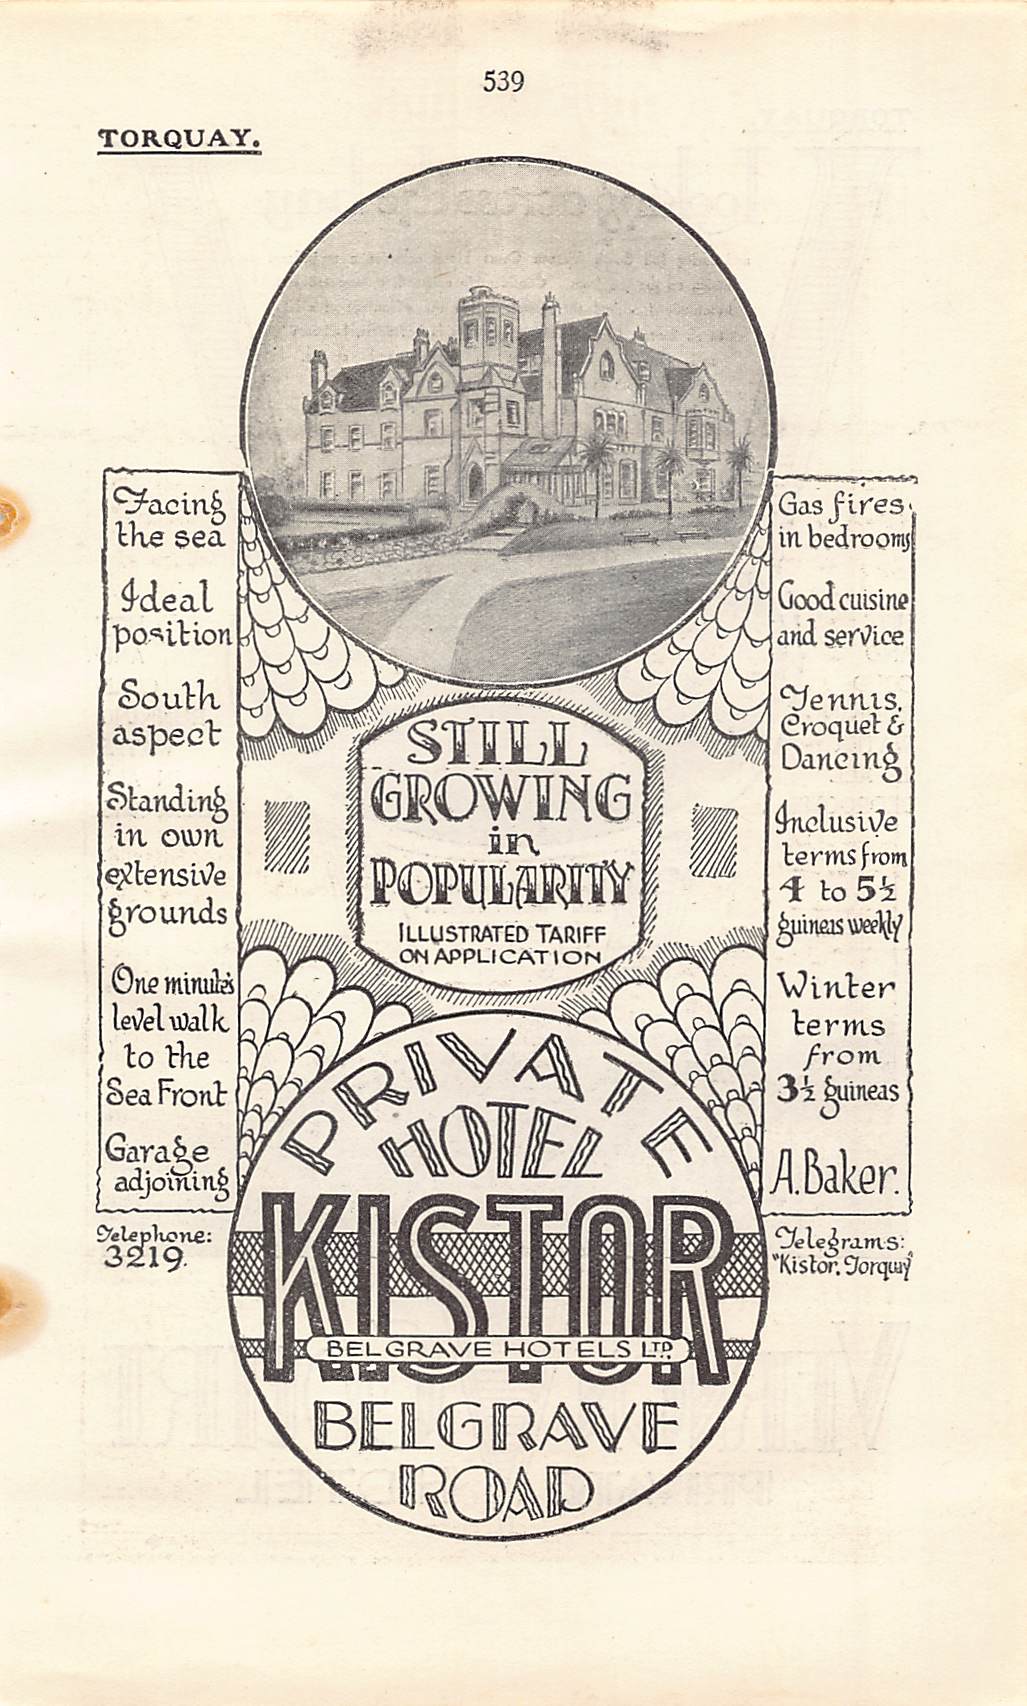 539
TORQUAY.
Facing
the sea
Ideal
position
South
aspect
Standing
in own
extensive
grounds
One minute's
level walk
to the
Sea Front
Garage
adjoining
Telephone:
3219.
STILL
GROWING
in
POPULARITY
ILLUSTRATED TARIFF
ON APPLICATION
Gas fires
in bedrooms
Good cuisine
and service
Tennis,
Croquet &
Dancing
Inclusive
terms from
4 to 5½
guineas weekly
Winter
terms
from
3½ guineas
A. Baker.
Telegrams:
"Kistor, Torquay"
PRIVATE
HOTEL
KISTOR
BELGRAVE HOTELS LTD.
BELGRAVE
ROAD